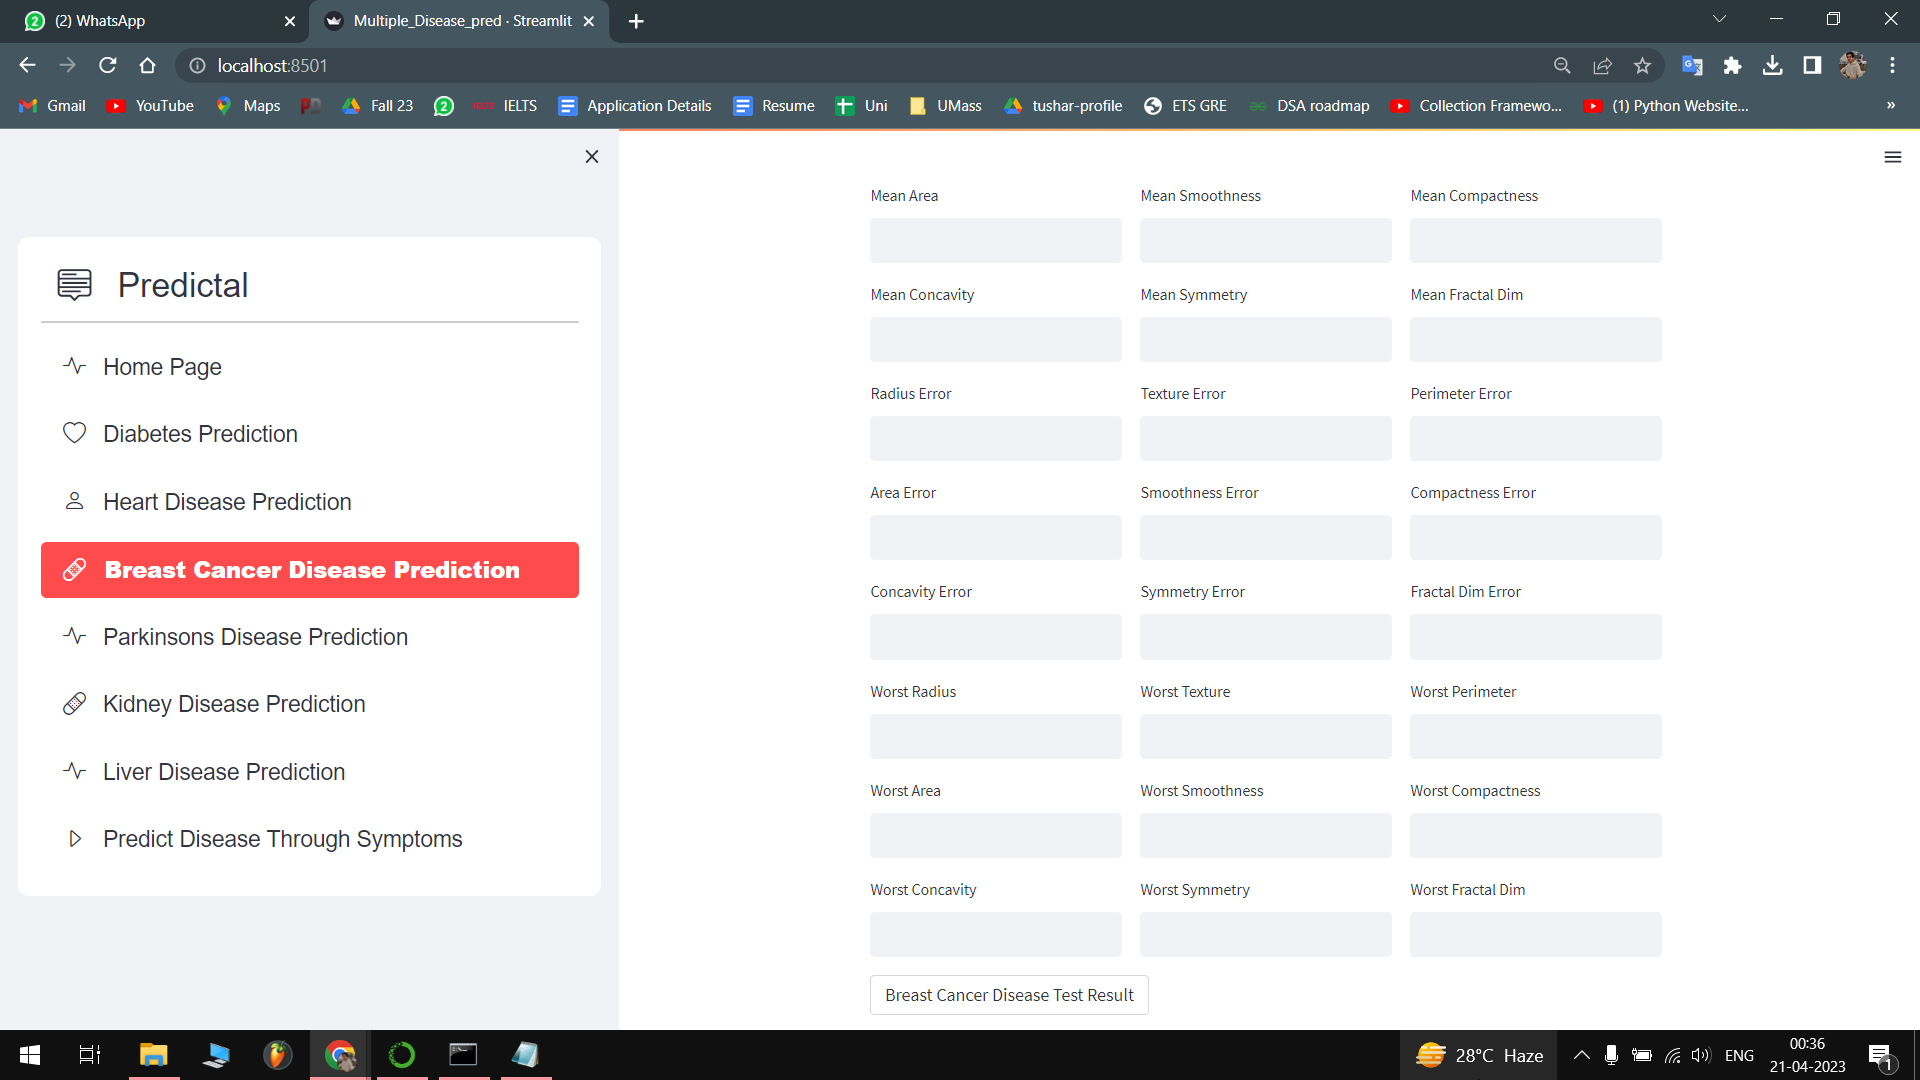 (2) WhatsApp
Multiple_Disease_pred · Streamlit
localhost:8501
Gmail YouTube Maps Fall 23 2 IELTS Application Details Resume Uni UMass tushar-profile ETS GRE DSA roadmap Collection Framewo... (1) Python Website... »
Predictal
Home Page
Diabetes Prediction
Heart Disease Prediction
Breast Cancer Disease Prediction
Parkinsons Disease Prediction
Kidney Disease Prediction
Liver Disease Prediction
Predict Disease Through Symptoms
Mean Area Mean Smoothness Mean Compactness
Mean Concavity Mean Symmetry Mean Fractal Dim
Radius Error Texture Error Perimeter Error
Area Error Smoothness Error Compactness Error
Concavity Error Symmetry Error Fractal Dim Error
Worst Radius Worst Texture Worst Perimeter
Worst Area Worst Smoothness Worst Compactness
Worst Concavity Worst Symmetry Worst Fractal Dim
Breast Cancer Disease Test Result
28°C Haze
ENG
00:36
21-04-2023
1